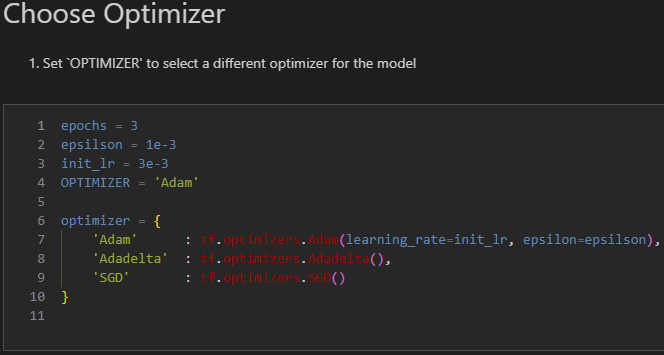 Choose Optimizer
1. Set `OPTIMIZER' to select a different optimizer for the model
1 epochs = 3
2 epsilson = 1e-3
3 init_lr = 3e-3
4 OPTIMIZER = 'Adam'
5
6 optimizer = {
7 'Adam' : tf.optimizers.Adam(learning_rate=init_lr, epsilon=epsilson),
8 'Adadelta' : tf.optimizers.Adadelta(),
9 'SGD' : tf.optimizers.SGD()
10 }
11